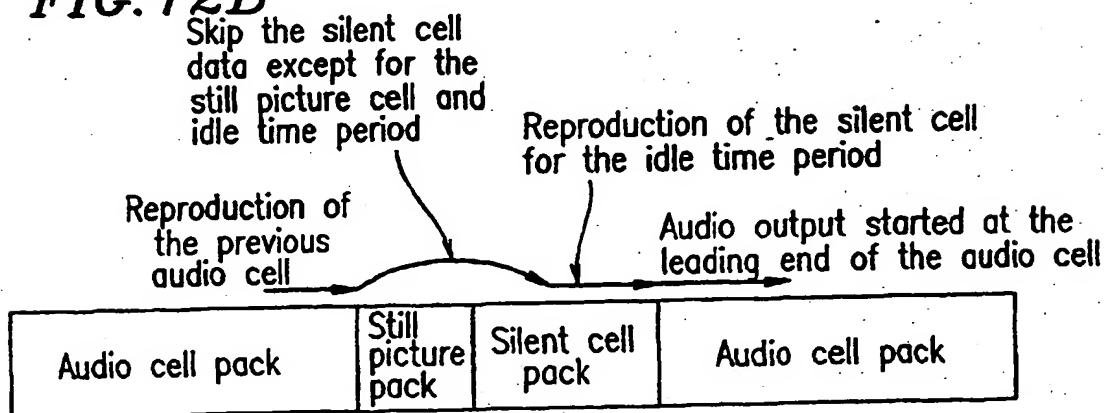 FIG. 72B
Skip the silent cell
data except for the
still picture cell and
idle time period
Reproduction of the silent cell
for the idle time period
Reproduction of
the previous
audio cell
Audio output started at the
leading end of the audio cell
Audio cell pack
Still
picture
pack
Silent cell
pack
Audio cell pack